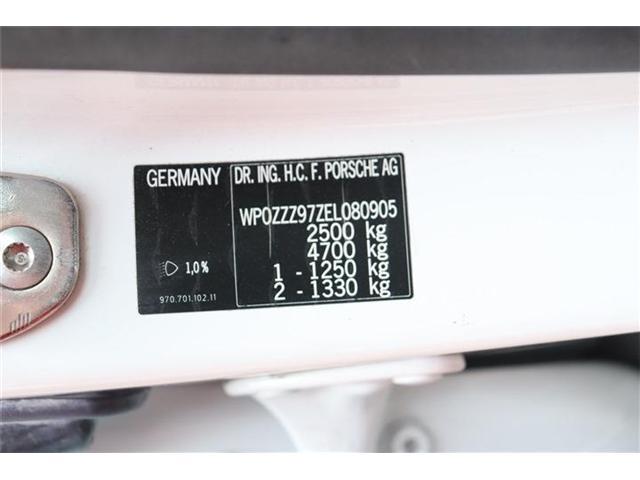 GERMANY
1,0%
970.701.102.11
DR. ING. H.C. F. PORSCHE AG
WP0ZZZ97ZEL080905
2500 kg
4700 kg
1 - 1250 kg
2 - 1330 kg